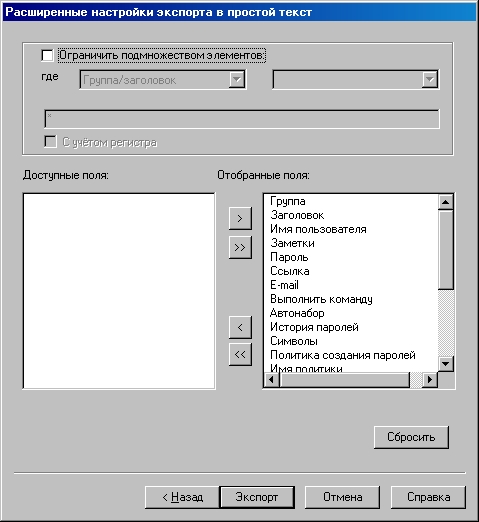 Расширенные настройки экспорта в простой текст
Ограничить подмножеством элементов:
где Группа/заголовок
*
С учётом регистра
Доступные поля: Отобранные поля:
Группа
Заголовок
Имя пользователя
Заметки
Пароль
Ссылка
E-mail
Выполнить команду
Автонабор
История паролей
Символы
Политика создания паролей
Имя политики
>
>>
<
<<
Сбросить
< Назад Экспорт Отмена Справка